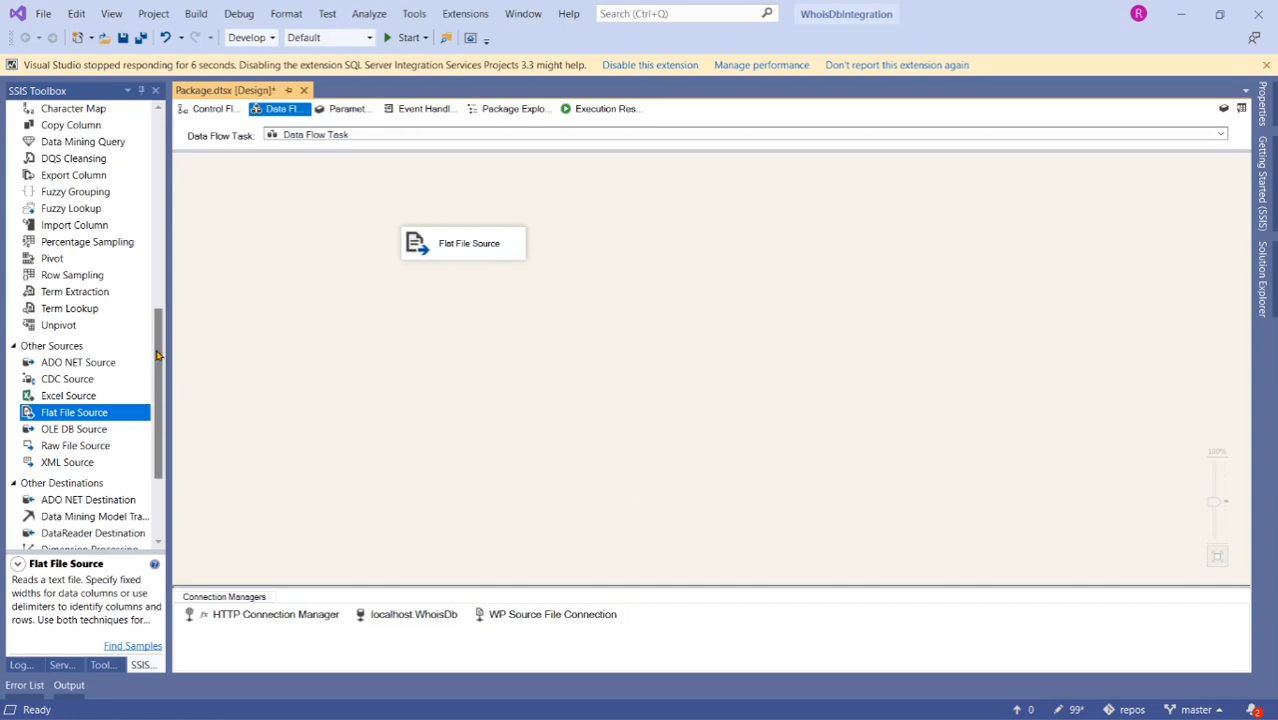 File Edit View Project Build Debug Format Test Analyze Tools Extensions Window Help Search (Ctrl+Q) WhoisDbIntegration R
Develop Default Start
Visual Studio stopped responding for 6 seconds. Disabling the extension SQL Server Integration Services Projects 3.3 might help. Disable this extension Manage performance Don't report this extension again
SSIS Toolbox
Package.dtsx [Design]*
Control Fl... Data Fl... Paramet... Event Handl... Package Explo... Execution Res...
Data Flow Task: Data Flow Task
Character Map
Copy Column
Data Mining Query
DQS Cleansing
Export Column
Fuzzy Grouping
Fuzzy Lookup
Import Column
Percentage Sampling
Pivot
Row Sampling
Term Extraction
Term Lookup
Unpivot
Other Sources
ADO NET Source
CDC Source
Excel Source
Flat File Source
OLE DB Source
Raw File Source
XML Source
Other Destinations
ADO NET Destination
Data Mining Model Tra...
DataReader Destination
Dimension Processing
Flat File Source
Reads a text file. Specify fixed
widths for data columns or use
delimiters to identify columns and
rows. Use both techniques for...
Find Samples
Log... Serv... Tool... SSIS...
Flat File Source
100%
Connection Managers
fx HTTP Connection Manager localhost.WhoisDb WP Source File Connection
Properties
Getting Started (SSIS)
Solution Explorer
Error List Output
Ready 0 99* repos master 2